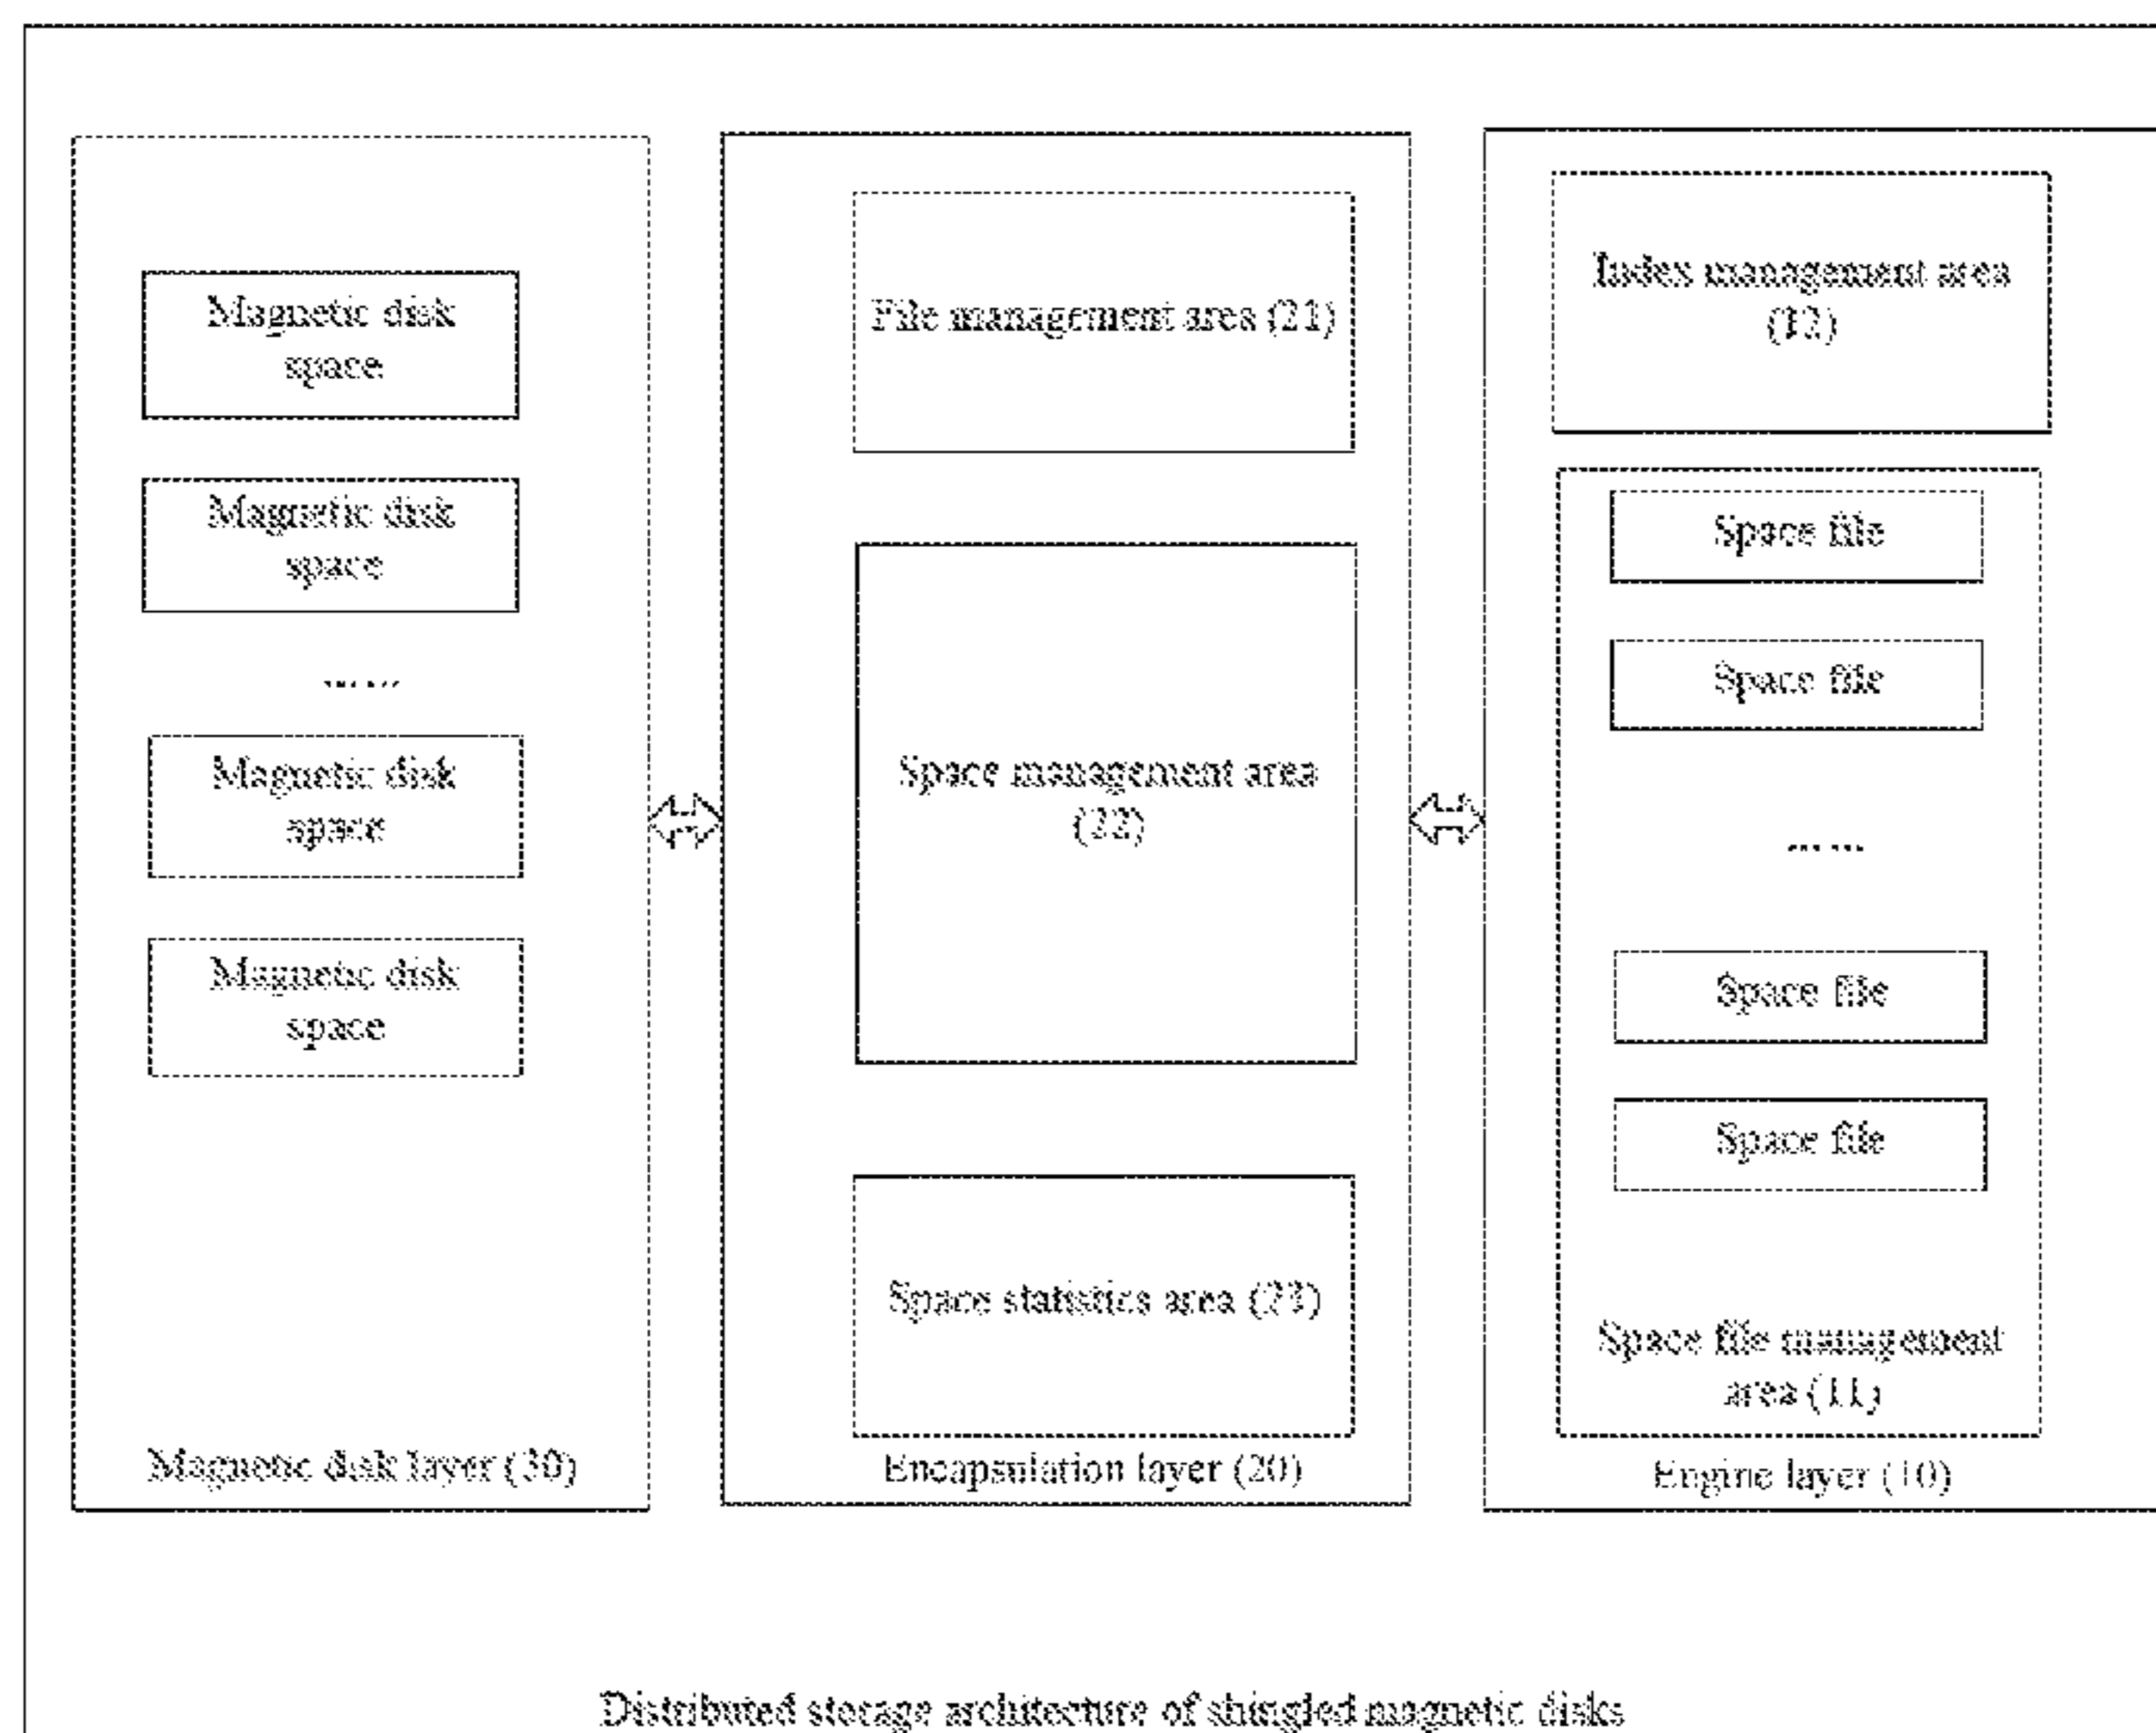 Magnetic disk
space
Magnetic disk
space
... ...
Magnetic disk
space
Magnetic disk
space
Magnetic disk layer (30)
File management area (21)
Space management area
(22)
Space statistics area (23)
Encapsulation layer (20)
Index management area
(12)
Space file
Space file
... ...
Space file
Space file
Space file management
area (11)
Engine layer (10)
Distributed storage architecture of shingled magnetic disks